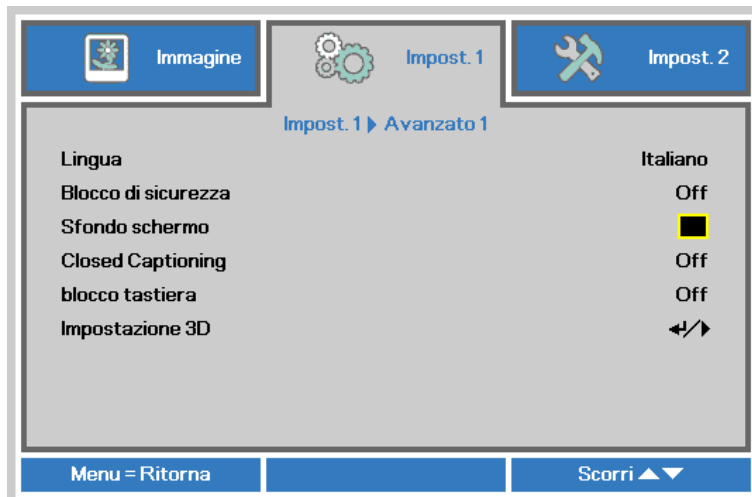 Immagine
Impost. 1
Impost. 2
Impost. 1 Avanzato 1
Lingua Italiano
Blocco di sicurezza Off
Sfondo schermo
Closed Captioning Off
blocco tastiera Off
Impostazione 3D
Menu = Ritorna
Scorri